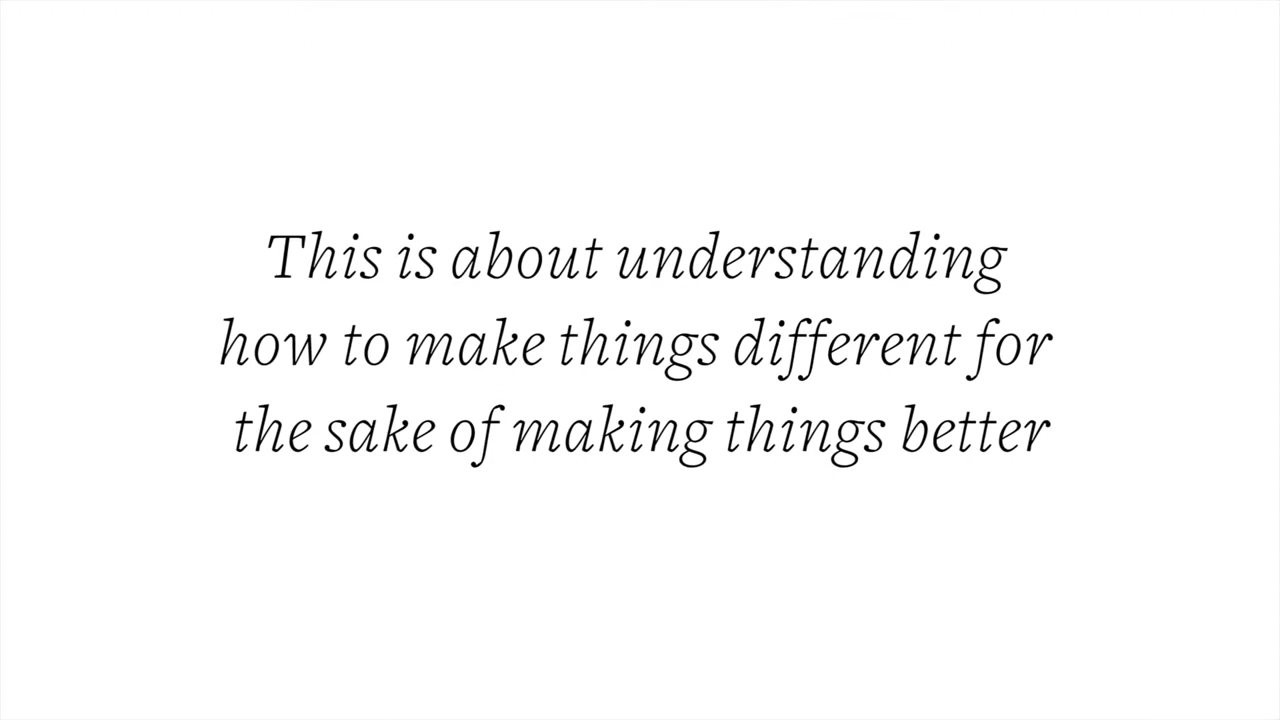 This is about understanding
how to make things different for
the sake of making things better